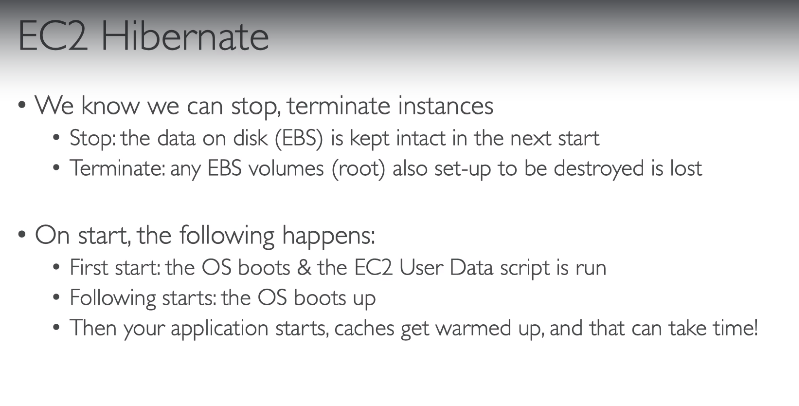 EC2 Hibernate
• We know we can stop, terminate instances
• Stop: the data on disk (EBS) is kept intact in the next start
• Terminate: any EBS volumes (root) also set-up to be destroyed is lost
• On start, the following happens:
• First start: the OS boots & the EC2 User Data script is run
• Following starts: the OS boots up
• Then your application starts, caches get warmed up, and that can take time!